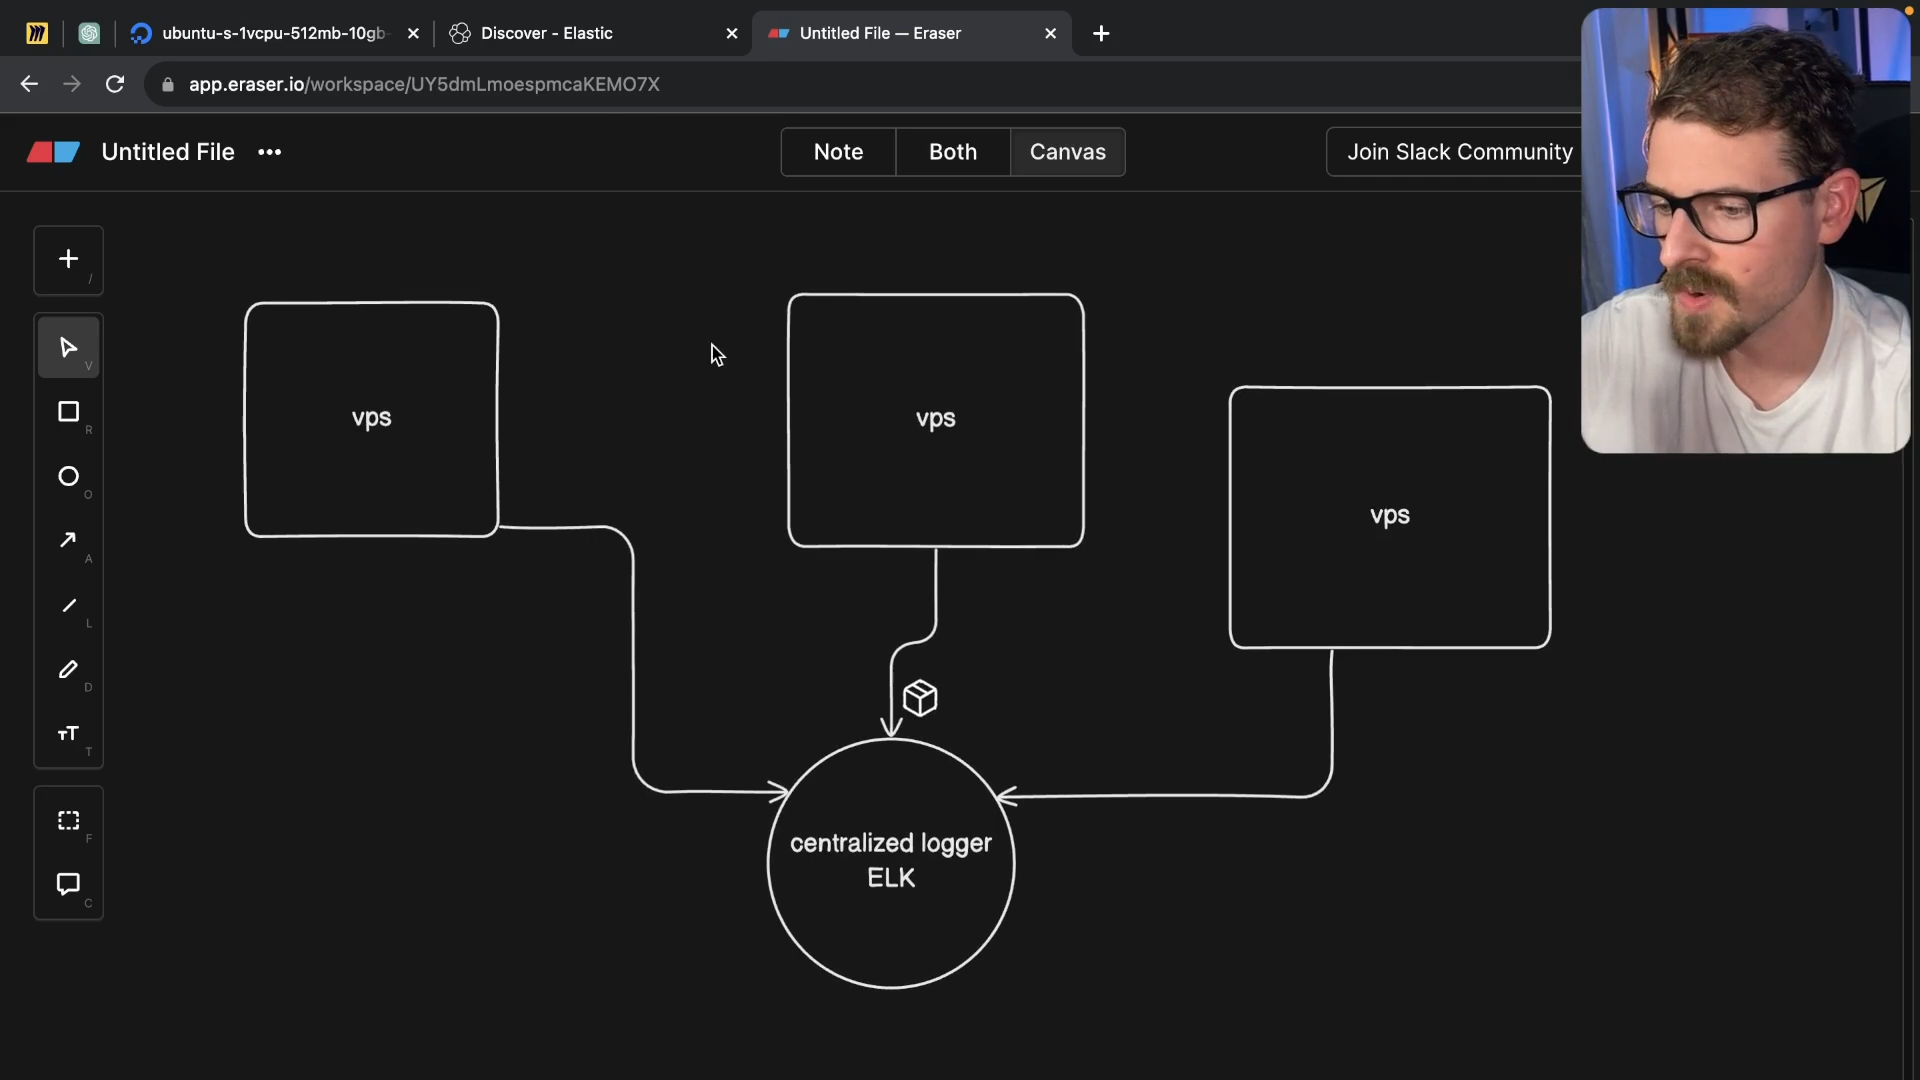 ubuntu-s-1vcpu-512mb-10gb-
Discover - Elastic
Untitled File — Eraser
app.eraser.io/workspace/UY5dmLmoespmcaKEMO7X
Untitled File
Note
Both
Canvas
Join Slack Community
/
V
R
O
A
L
D
T
F
C
vps
vps
vps
centralized logger
ELK